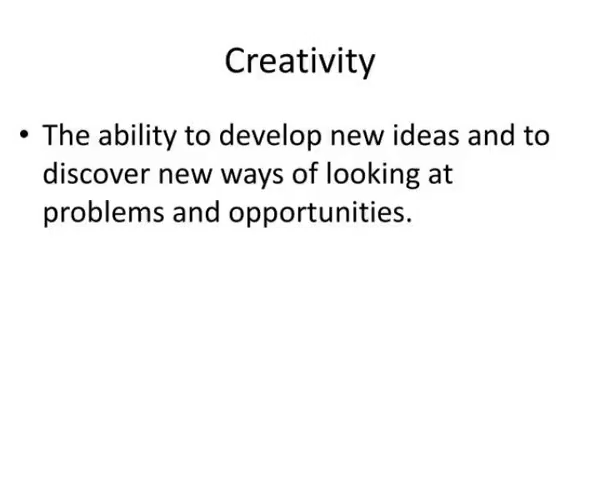 Creativity
• The ability to develop new ideas and to
discover new ways of looking at
problems and opportunities.